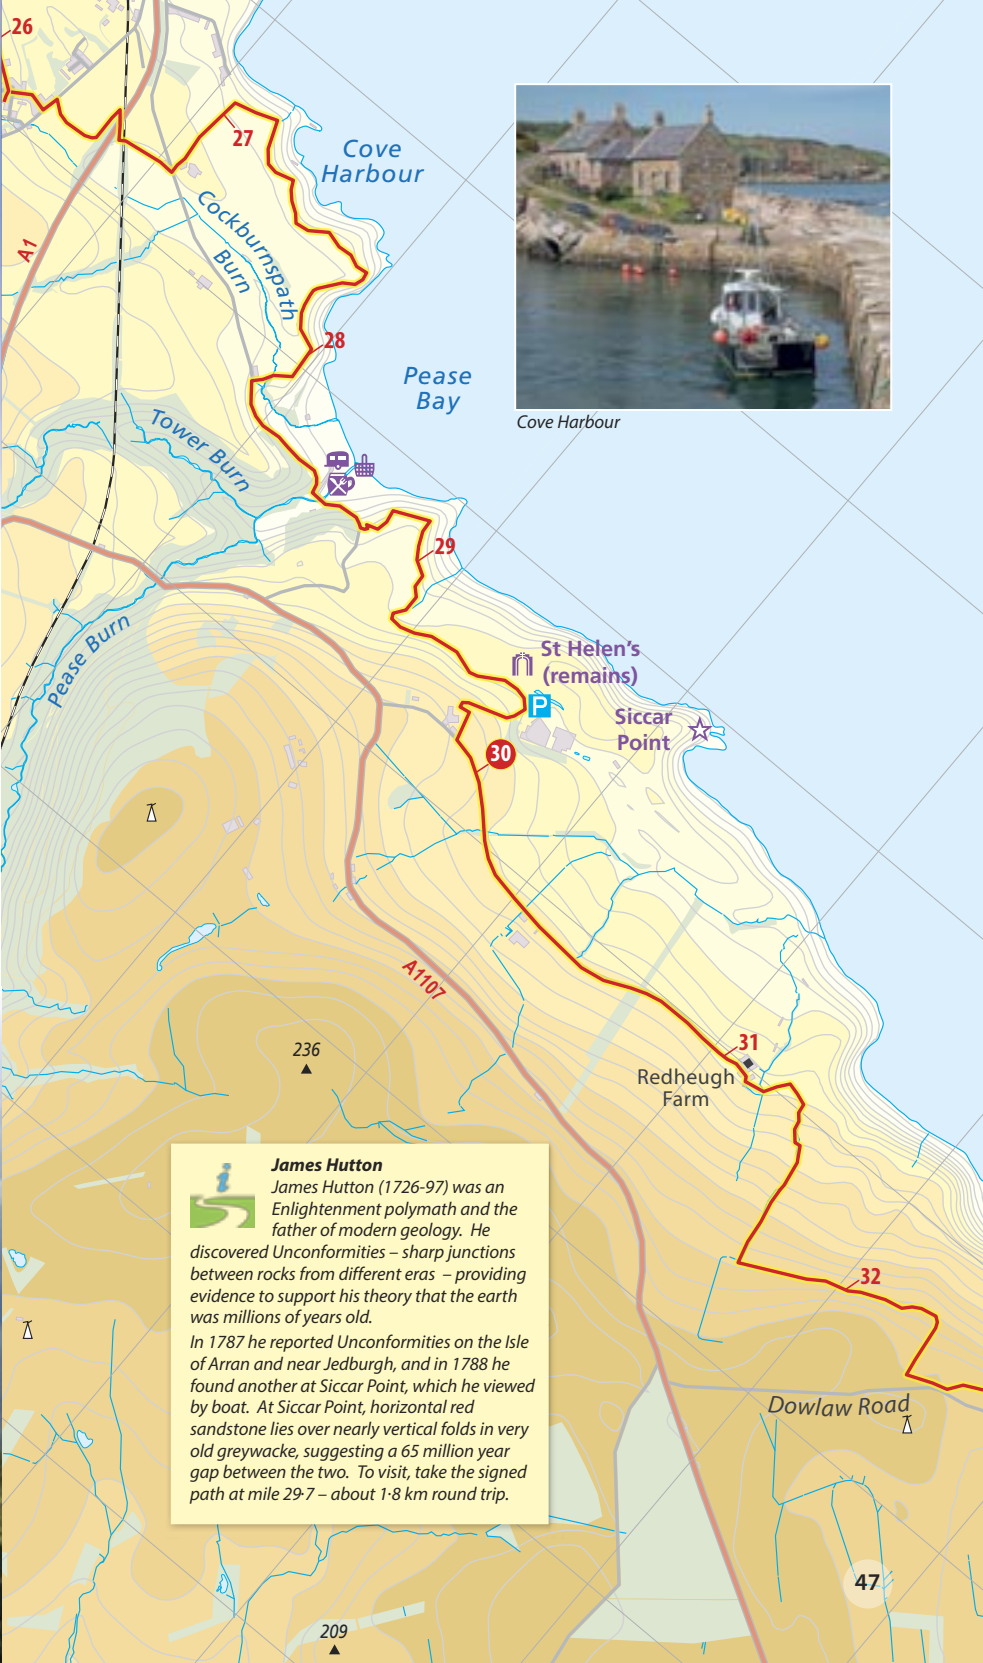 26
27
Cove
Harbour
A1
Cockburnspath
Burn
28
Pease
Bay
Cove Harbour
Tower Burn
29
Pease Burn
St Helen's
(remains)
P
Siccar
Point
30
A1107
236
31
Redheugh
Farm
i
James Hutton
James Hutton (1726-97) was an
Enlightenment polymath and the
father of modern geology. He
discovered Unconformities – sharp junctions
between rocks from different eras – providing
evidence to support his theory that the earth
was millions of years old.
In 1787 he reported Unconformities on the Isle
of Arran and near Jedburgh, and in 1788 he
found another at Siccar Point, which he viewed
by boat. At Siccar Point, horizontal red
sandstone lies over nearly vertical folds in very
old greywacke, suggesting a 65 million year
gap between the two. To visit, take the signed
path at mile 29·7 – about 1·8 km round trip.
32
Dowlaw Road
47
209